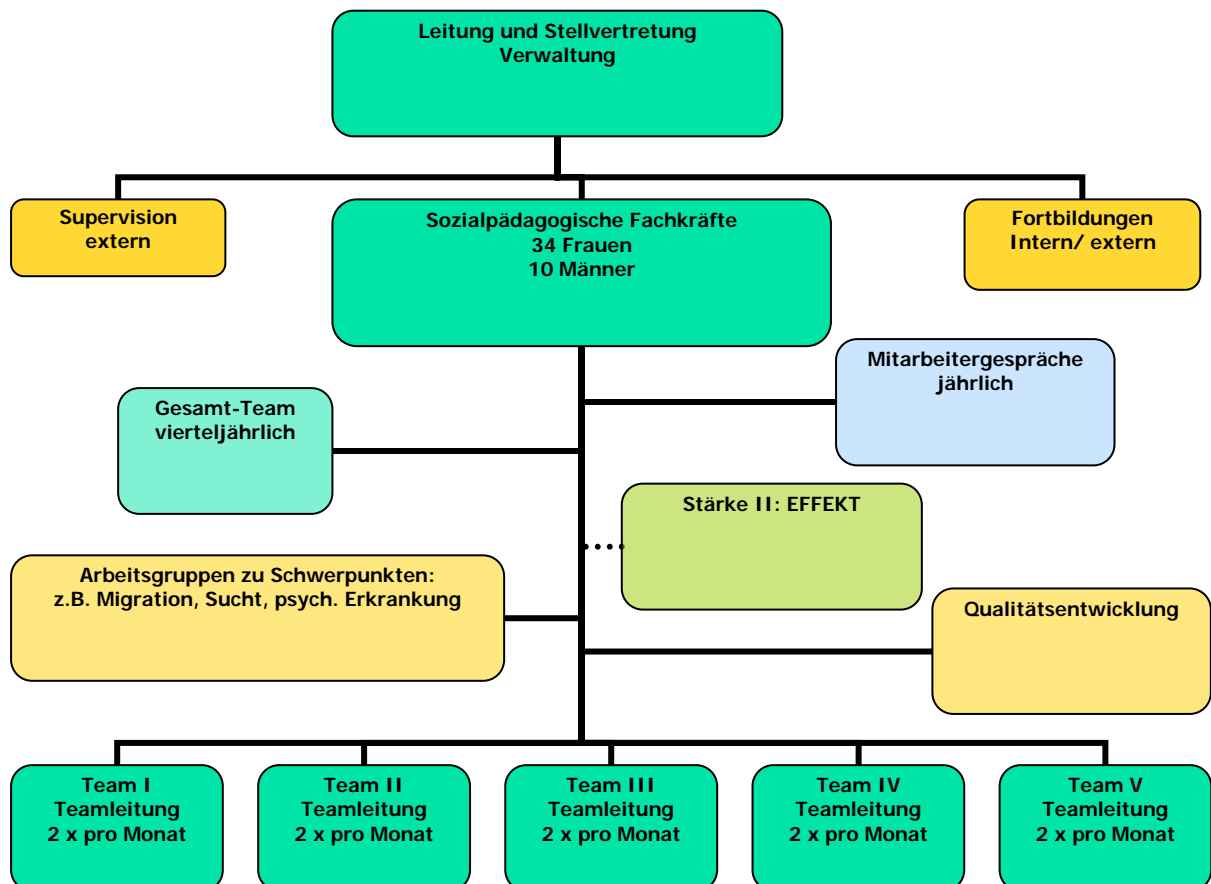 Leitung und Stellvertretung
Verwaltung
Supervision
extern
Sozialpädagogische Fachkräfte
34 Frauen
10 Männer
Fortbildungen
Intern/ extern
Mitarbeitergespräche
jährlich
Gesamt-Team
vierteljährlich
Stärke II: EFFEKT
Arbeitsgruppen zu Schwerpunkten:
z.B. Migration, Sucht, psych. Erkrankung
Qualitätsentwicklung
Team I
Teamleitung
2 x pro Monat
Team II
Teamleitung
2 x pro Monat
Team III
Teamleitung
2 x pro Monat
Team IV
Teamleitung
2 x pro Monat
Team V
Teamleitung
2 x pro Monat